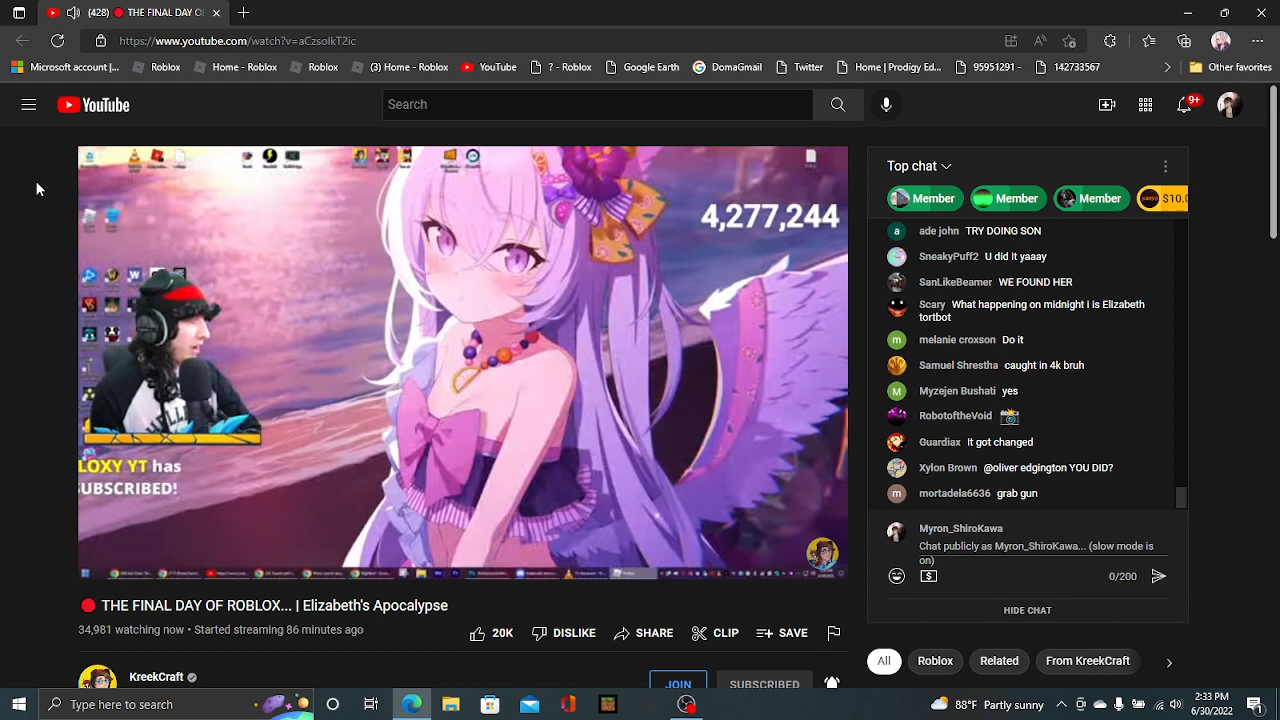 (428) 🔴 THE FINAL DAY OF
https://www.youtube.com/watch?v=aCzsolkT2ic
Microsoft account |... Roblox Home - Roblox Roblox (3) Home - Roblox YouTube ? - Roblox Google Earth DomaGmail Twitter Home | Prodigy Ed... 95951291 - 142733567 Other favorites
YouTube
Search
9+
4,277,244
LOXY YT has
SUBSCRIBED!
Top chat
Member Member Member $10.0
ade john TRY DOING SON
SneakyPuff2 U did it yaaay
SanLikeBeamer WE FOUND HER
Scary What happening on midnight I is Elizabeth
tortbot
melanie croxson Do it
Samuel Shrestha caught in 4k bruh
Myzejen Bushati yes
RobotoftheVoid 📸
Guardiax It got changed
Xylon Brown @oliver edgington YOU DID?
mortadela6636 grab gun
Myron_ShiroKawa
Chat publicly as Myron_ShiroKawa... (slow mode is
on)
0/200
HIDE CHAT
🔴 THE FINAL DAY OF ROBLOX... | Elizabeth's Apocalypse
34,981 watching now • Started streaming 86 minutes ago
20K DISLIKE SHARE CLIP SAVE
KreekCraft
JOIN SUBSCRIBED
All Roblox Related From KreekCraft
Type here to search
88°F Partly sunny
2:33 PM
6/30/2022